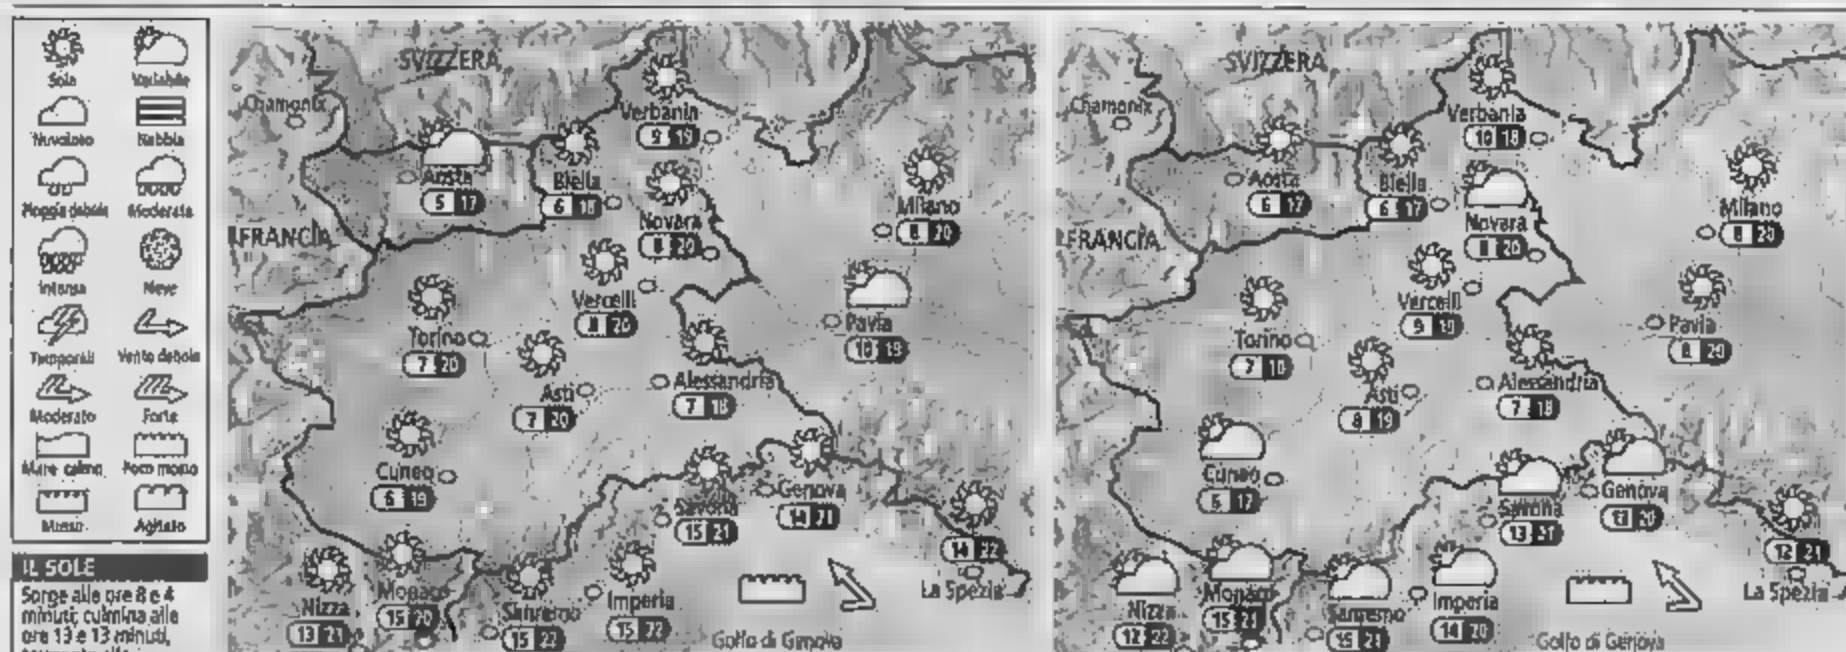 Sole Variabile
Nuvoloso Nebbia
Pioggia debole Moderata
Intensa Neve
Temporali Vento debole
Moderato Forte
Mare calmo Poco mosso
Mosso Agitato
IL SOLE
Sorge alle ore 8 e 4
minuti; culmina alle
ore 13 e 13 minuti,
SVIZZERA
Chamonix
Verbania
9 19
Aosta
5 17
Biella
6
Novara
8 20
Milano
8 20
FRANCIA
Vercelli
8 20
Torino
7 20
Pavia
10 19
Asti
7 20
Alessandria
7 18
Cuneo
6 19
Savona
15 21
Genova
14 21
14 22
La Spezia
Nizza
13 21
Monaco
15 20
Sanremo
15 22
Imperia
15 22
Golfo di Genova
SVIZZERA
Chamonix
Verbania
10 18
Aosta
6 17
Biella
6 17
Novara
8 20
Milano
8 20
FRANCIA
Vercelli
9
Torino
7
Pavia
8 20
Asti
8 19
Alessandria
7 18
Cuneo
17
Savona
13
Genova
20
12 21
La Spezia
Nizza
12 22
Monaco
15 21
Sanremo
15 21
Imperia
14 20
Golfo di Genova